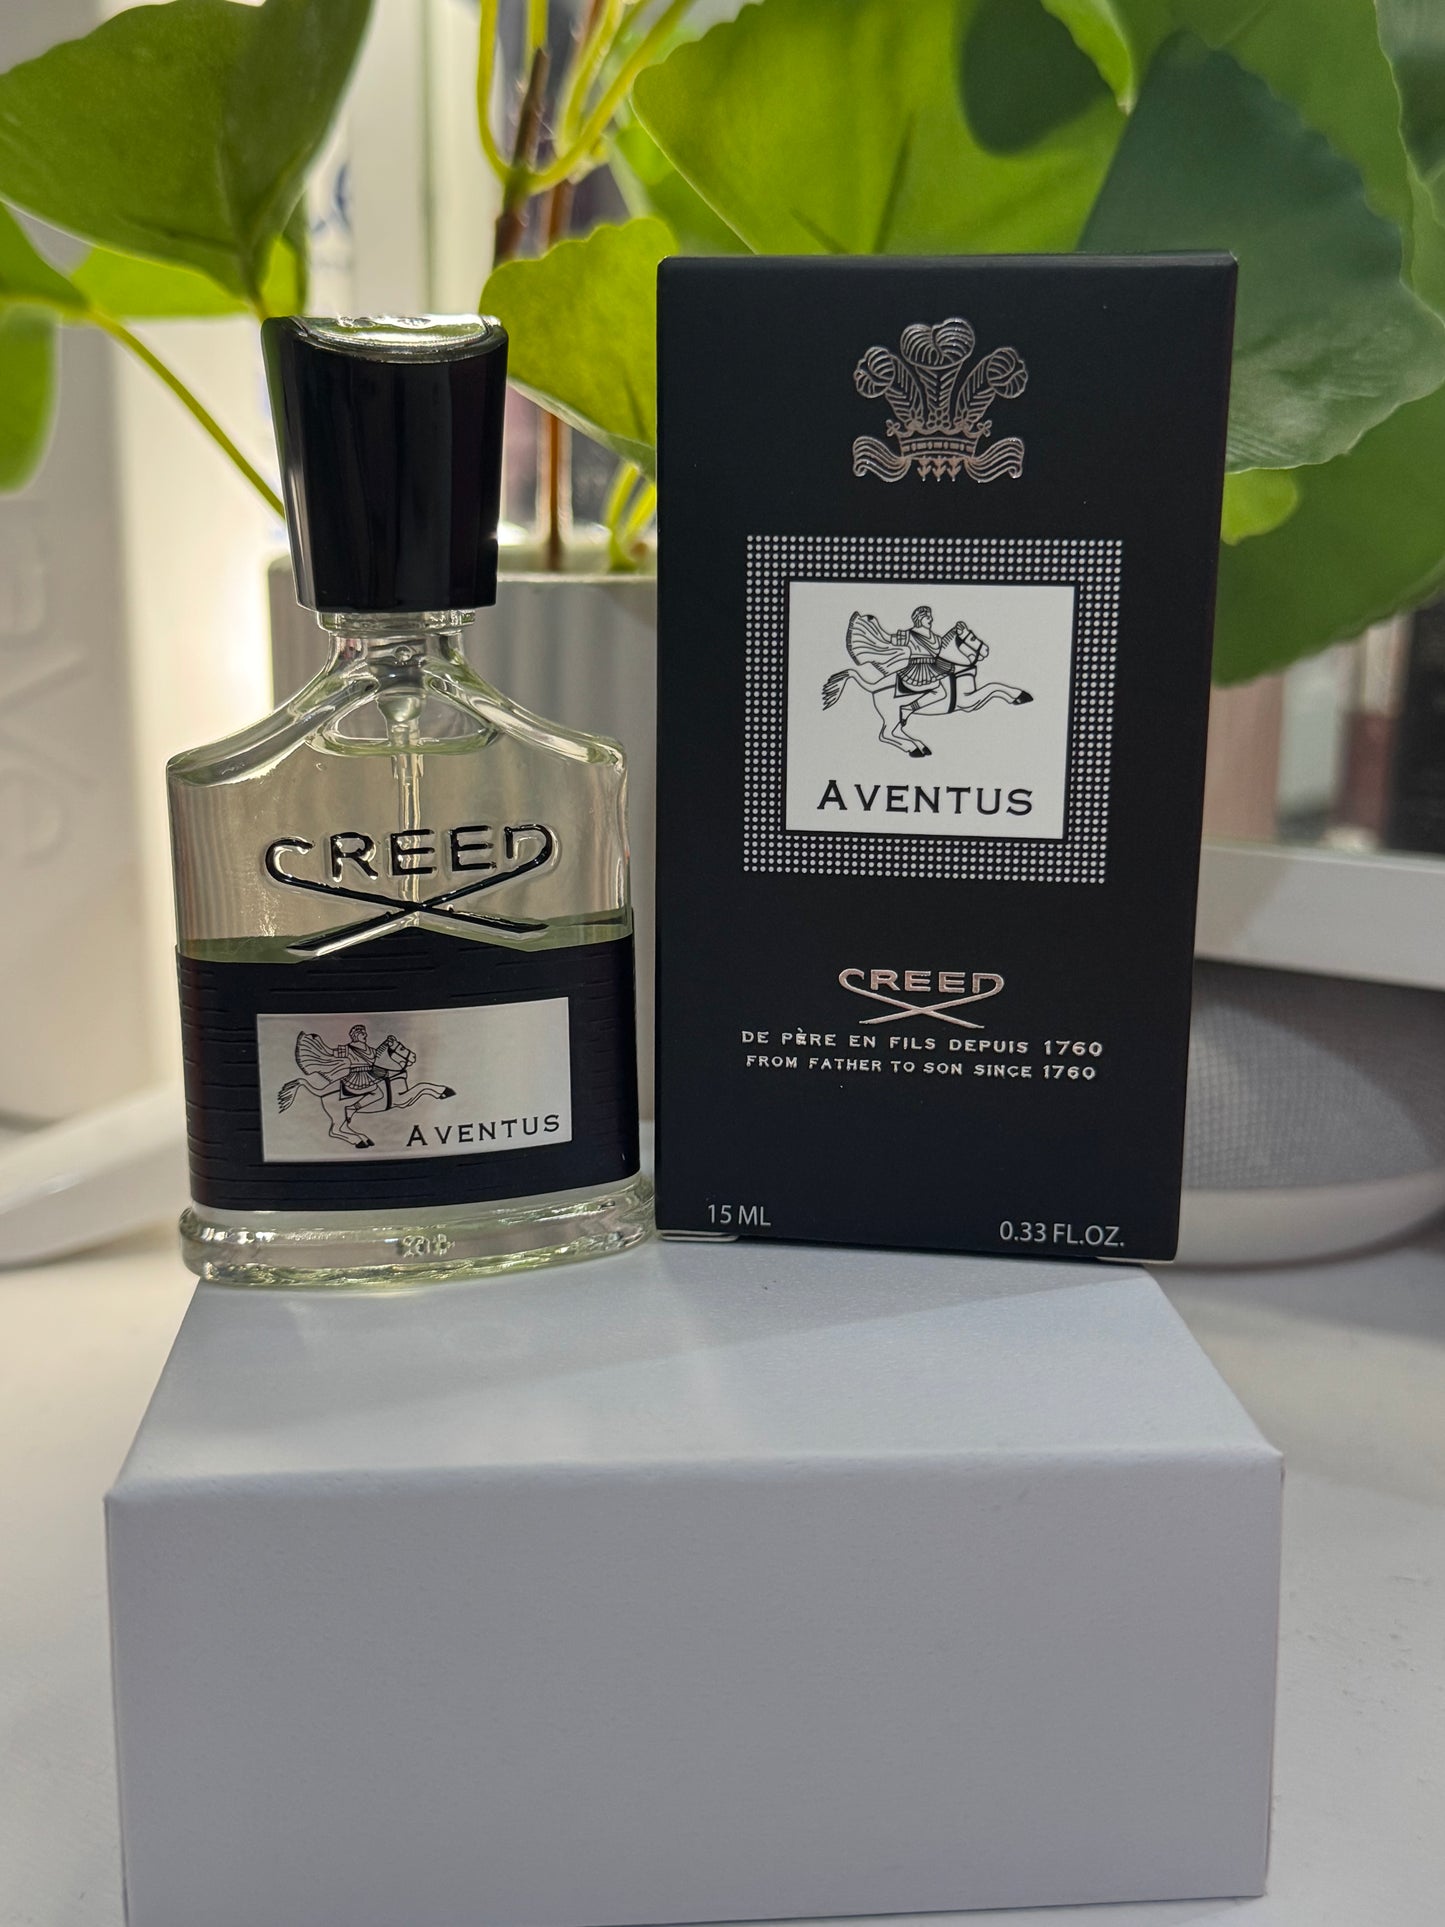 CREED
AVENTUS
AVENTUS
CREED
DE PÈRE EN FILS DEPUIS 1760
FROM FATHER TO SON SINCE 1760
15 ML
0.33 FL.OZ.